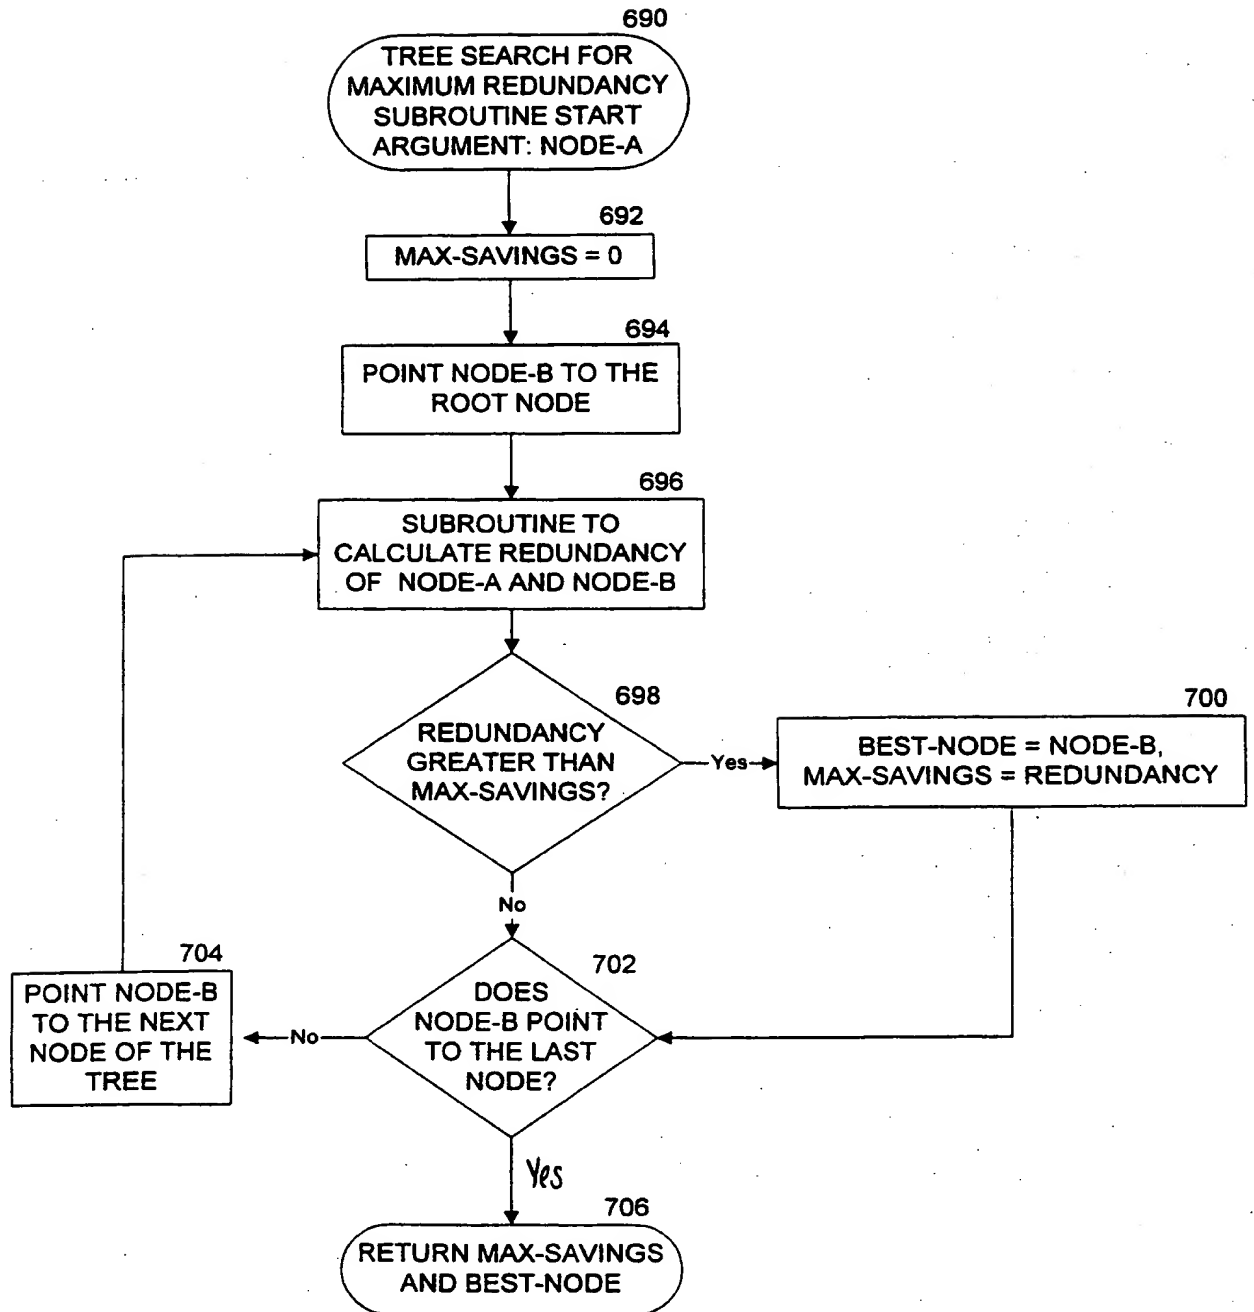 690
TREE SEARCH FOR
MAXIMUM REDUNDANCY
SUBROUTINE START
ARGUMENT: NODE-A
692
MAX-SAVINGS = 0
694
POINT NODE-B TO THE
ROOT NODE
696
SUBROUTINE TO
CALCULATE REDUNDANCY
OF NODE-A AND NODE-B
698
REDUNDANCY
GREATER THAN
MAX-SAVINGS?
Yes
700
BEST-NODE = NODE-B,
MAX-SAVINGS = REDUNDANCY
No
702
DOES
NODE-B POINT
TO THE LAST
NODE?
No
704
POINT NODE-B
TO THE NEXT
NODE OF THE
TREE
Yes
706
RETURN MAX-SAVINGS
AND BEST-NODE